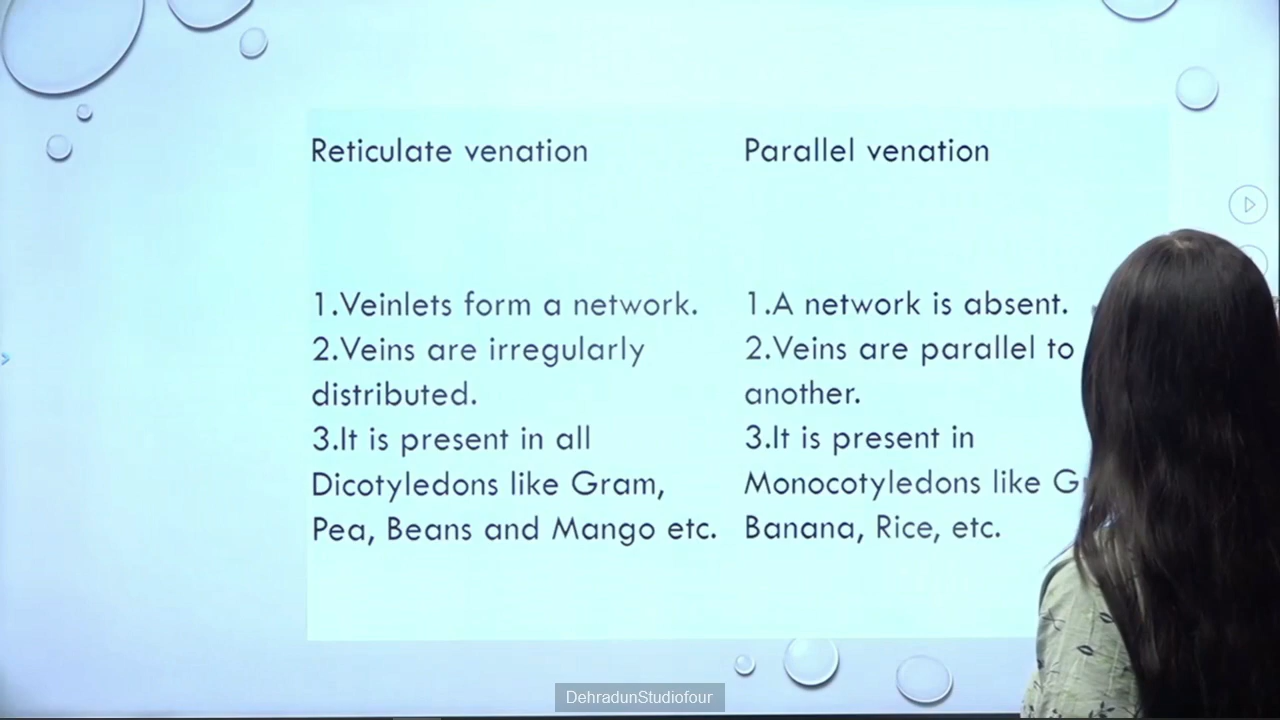 Reticulate venation
Parallel venation
1.Veinlets form a network.
2.Veins are irregularly
distributed.
3.It is present in all
Dicotyledons like Gram,
Pea, Beans and Mango etc.
1.A network is absent.
2.Veins are parallel to
another.
3.It is present in
Monocotyledons like
Banana, Rice, etc.
DehradunStudiofour